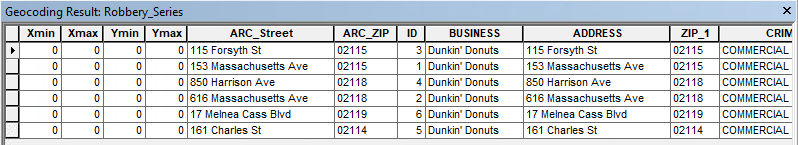 Geocoding Result: Robbery_Series
Xmin Xmax Ymin Ymax ARC_Street ARC_ZIP ID BUSINESS ADDRESS ZIP_1 CRIM
0 0 0 0 115 Forsyth St 02115 3 Dunkin' Donuts 115 Forsyth St 02115 COMMERCIAL
0 0 0 0 153 Massachusetts Ave 02115 1 Dunkin' Donuts 153 Massachusetts Ave 02115 COMMERCIAL
0 0 0 0 850 Harrison Ave 02118 4 Dunkin' Donuts 850 Harrison Ave 02118 COMMERCIAL
0 0 0 0 616 Massachusetts Ave 02118 2 Dunkin' Donuts 616 Massachusetts Ave 02118 COMMERCIAL
0 0 0 0 17 Melnea Cass Blvd 02119 6 Dunkin' Donuts 17 Melnea Cass Blvd 02119 COMMERCIAL
0 0 0 0 161 Charles St 02114 5 Dunkin' Donuts 161 Charles St 02114 COMMERCIAL